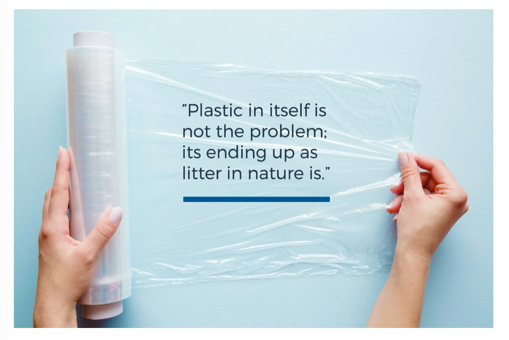 "Plastic in itself is
not the problem;
its ending up as
litter in nature is."